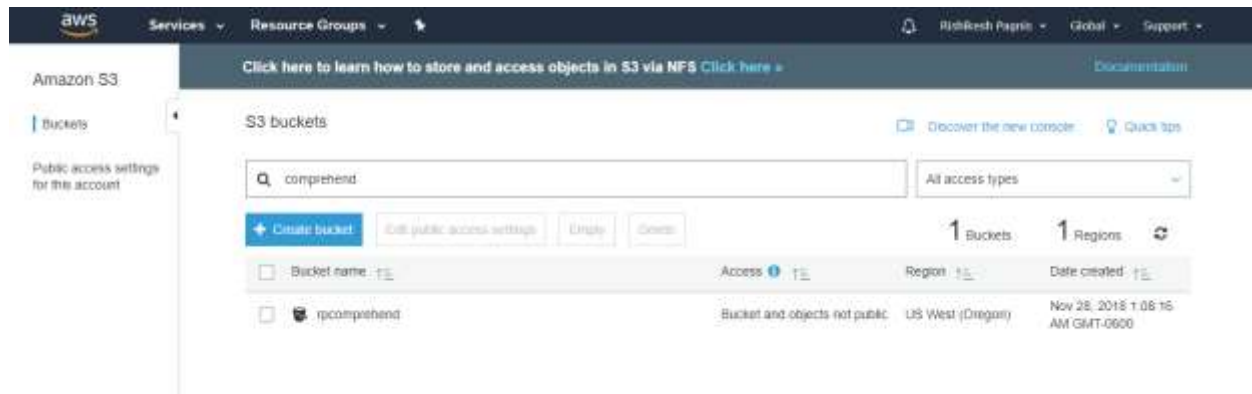 aws Services Resource Groups Rishikesh Pagnis Global Support
Amazon S3
Buckets
Public access settings
for this account
Click here to learn how to store and access objects in S3 via NFS Click here » Documentation
S3 buckets Discover the new console Quick tips
comprehend All access types
+ Create bucket Edit public access settings Empty Delete 1 Buckets 1 Regions
Bucket name Access Region Date created
rpcomprehend Bucket and objects not public US West (Oregon) Nov 28, 2018 1:08:16
AM GMT-0600